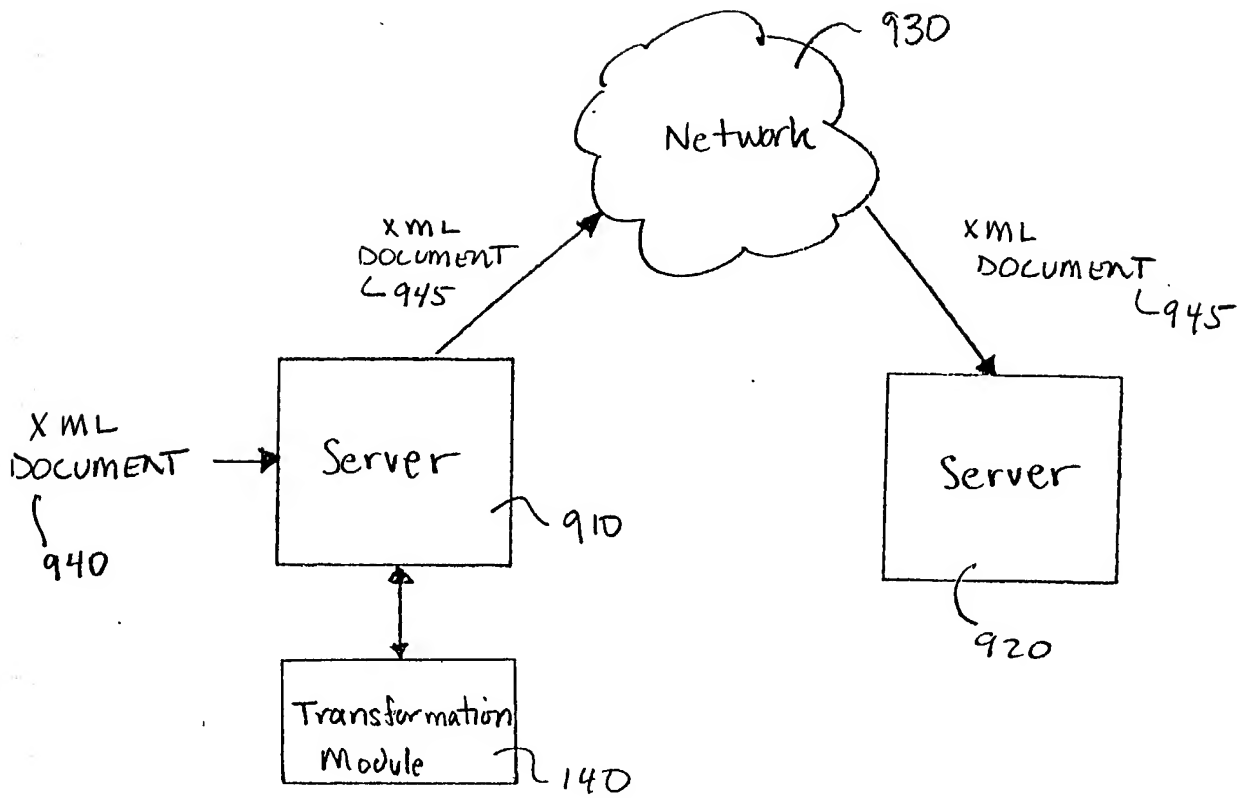 930
Network
XML
DOCUMENT
945
XML
DOCUMENT
945
XML
DOCUMENT
940
Server
910
Server
920
Transformation
Module
140